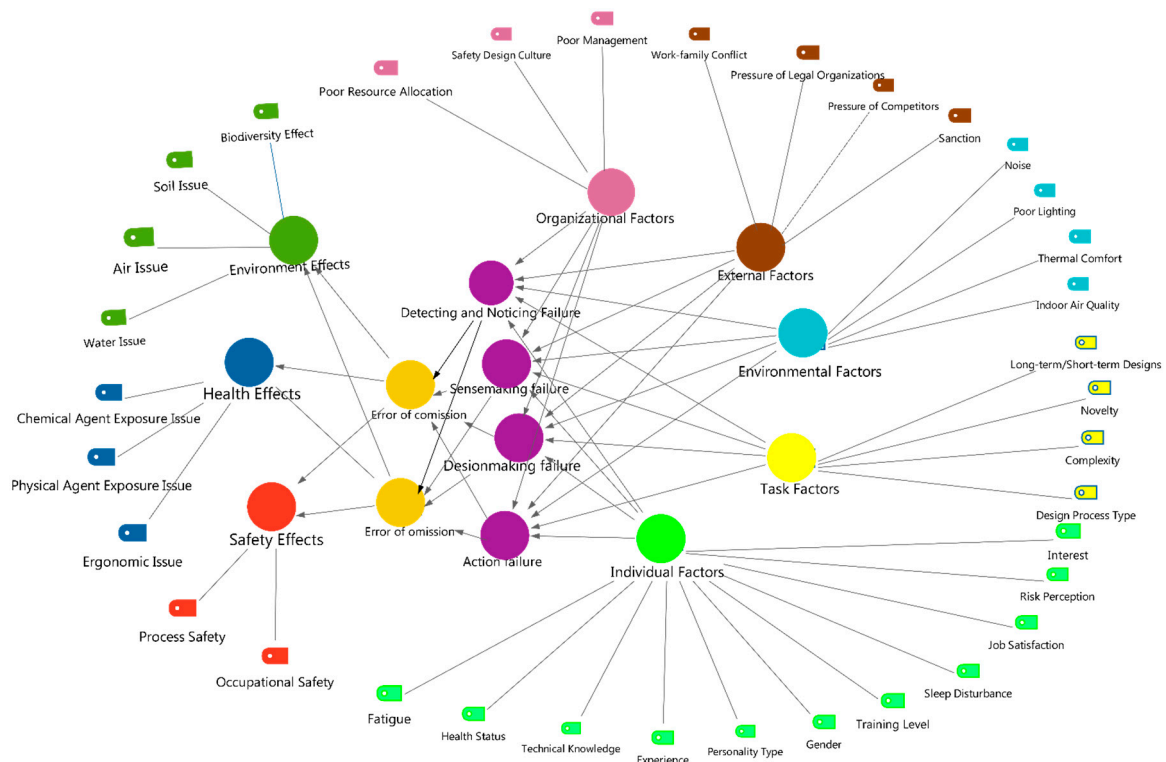 Poor Management
Safety Design Culture
Work-family Conflict
Pressure of Legal Organizations
Poor Resource Allocation
Pressure of Competitors
Biodiversity Effect
Sanction
Noise
Soil Issue
Poor Lighting
Organizational Factors
Air Issue
Environment Effects
External Factors
Thermal Comfort
Indoor Air Quality
Detecting and Noticing Failure
Water Issue
Environmental Factors
Long-term/Short-term Designs
Health Effects
Sensemaking failure
Novelty
Chemical Agent Exposure Issue
Error of comission
Complexity
Desionmaking failure
Physical Agent Exposure Issue
Task Factors
Design Process Type
Error of omission
Safety Effects
Ergonomic Issue
Action failure
Individual Factors
Interest
Risk Perception
Process Safety
Job Satisfaction
Occupational Safety
Sleep Disturbance
Fatigue
Health Status
Training Level
Technical Knowledge
Personality Type
Gender
Experience